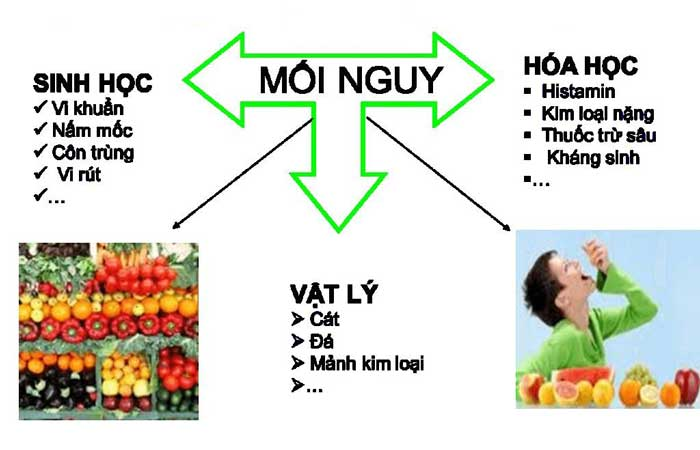 MỐI NGUY
SINH HỌC
✓ Vi khuẩn
✓ Nấm mốc
✓ Côn trùng
✓ Vi rút
✓ ...
HÓA HỌC
▪ Histamin
▪ Kim loại nặng
▪ Thuốc trừ sâu
▪ Kháng sinh
▪...
VẬT LÝ
➢ Cát
➢ Đá
➢ Mảnh kim loại
➢...